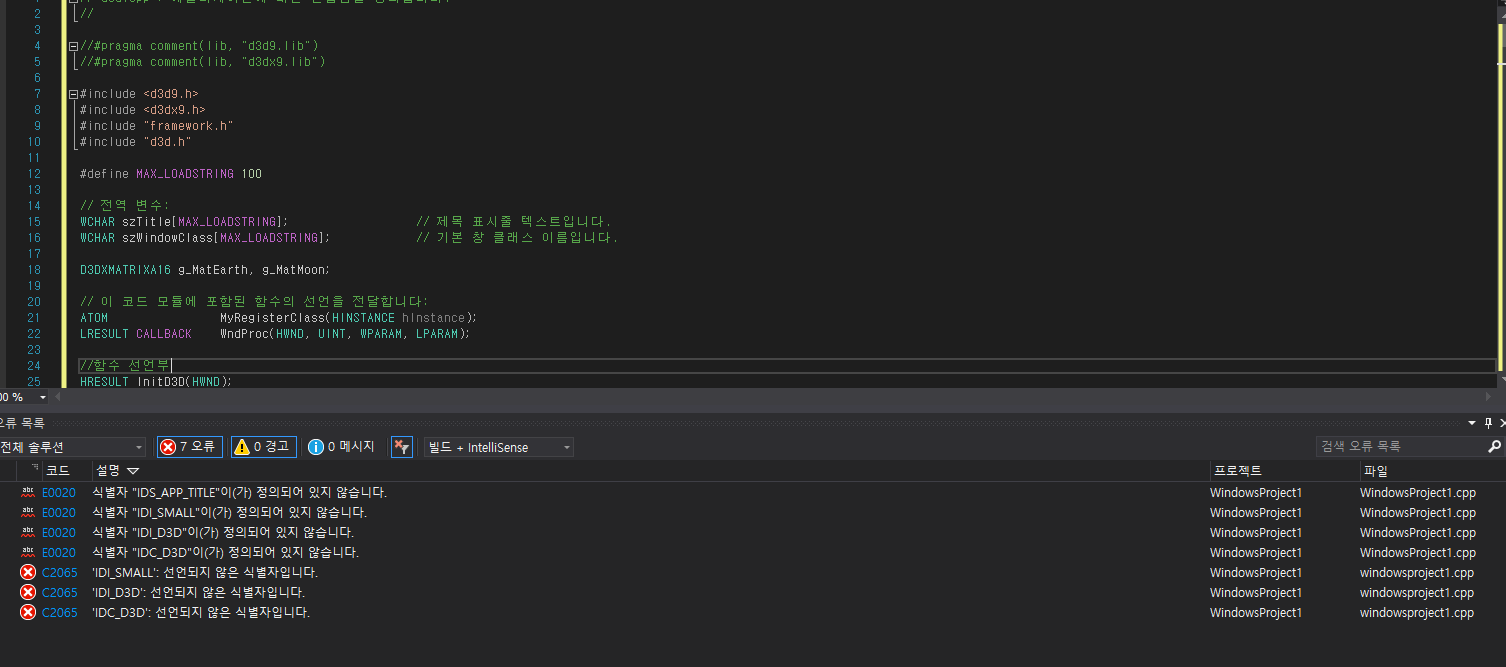 2 //
3
4 //#pragma comment(lib, "d3d9.lib")
5 //#pragma comment(lib, "d3dx9.lib")
6
7 #include <d3d9.h>
8 #include <d3dx9.h>
9 #include "framework.h"
10 #include "d3d.h"
11
12 #define MAX_LOADSTRING 100
13
14 // 전역 변수:
15 WCHAR szTitle[MAX_LOADSTRING]; // 제목 표시줄 텍스트입니다.
16 WCHAR szWindowClass[MAX_LOADSTRING]; // 기본 창 클래스 이름입니다.
17
18 D3DXMATRIXA16 g_MatEarth, g_MatMoon;
19
20 // 이 코드 모듈에 포함된 함수의 선언을 전달합니다:
21 ATOM MyRegisterClass(HINSTANCE hInstance);
22 LRESULT CALLBACK WndProc(HWND, UINT, WPARAM, LPARAM);
23
24 //함수 선언부
25 HRESULT InitD3D(HWND);
00 %
오류 목록
전체 솔루션 7 오류 0 경고 0 메시지 빌드 + IntelliSense 검색 오류 목록
코드 설명 프로젝트 파일
abc E0020 식별자 "IDS_APP_TITLE"이(가) 정의되어 있지 않습니다. WindowsProject1 WindowsProject1.cpp
abc E0020 식별자 "IDI_SMALL"이(가) 정의되어 있지 않습니다. WindowsProject1 WindowsProject1.cpp
abc E0020 식별자 "IDI_D3D"이(가) 정의되어 있지 않습니다. WindowsProject1 WindowsProject1.cpp
abc E0020 식별자 "IDC_D3D"이(가) 정의되어 있지 않습니다. WindowsProject1 WindowsProject1.cpp
C2065 'IDI_SMALL': 선언되지 않은 식별자입니다. WindowsProject1 windowsproject1.cpp
C2065 'IDI_D3D': 선언되지 않은 식별자입니다. WindowsProject1 windowsproject1.cpp
C2065 'IDC_D3D': 선언되지 않은 식별자입니다. WindowsProject1 windowsproject1.cpp